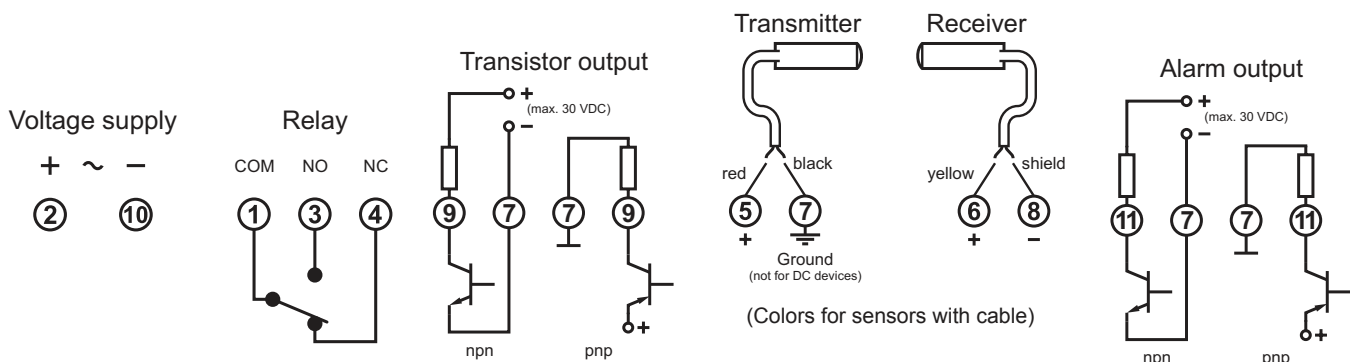 Voltage supply
+ ~ −
2 10
Relay
COM NO NC
1 3 4
Transistor output
+
(max. 30 VDC)
−
9 7 7 9
+
npn pnp
Transmitter Receiver
red black yellow shield
5 7 6 8
+ + −
Ground
(not for DC devices)
(Colors for sensors with cable)
Alarm output
+
(max. 30 VDC)
−
11 7 7 11
+
npn pnp